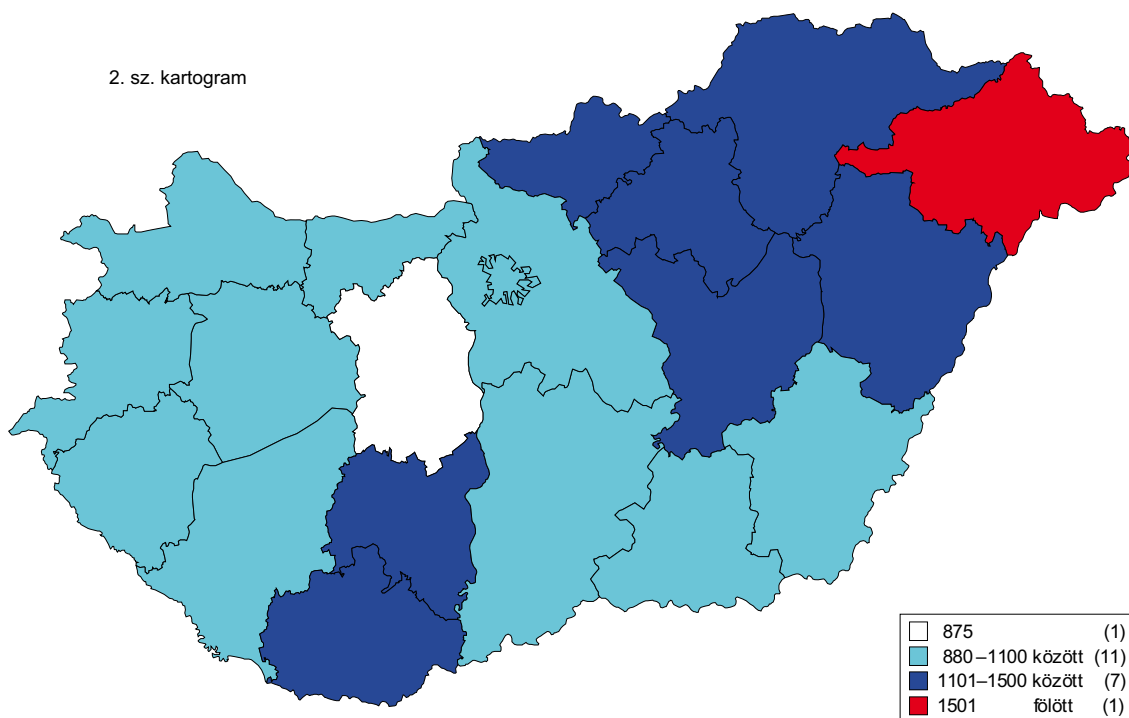 2. sz. kartogram
875 (1)
880–1100 között (11)
1101–1500 között (7)
1501 fölött (1)